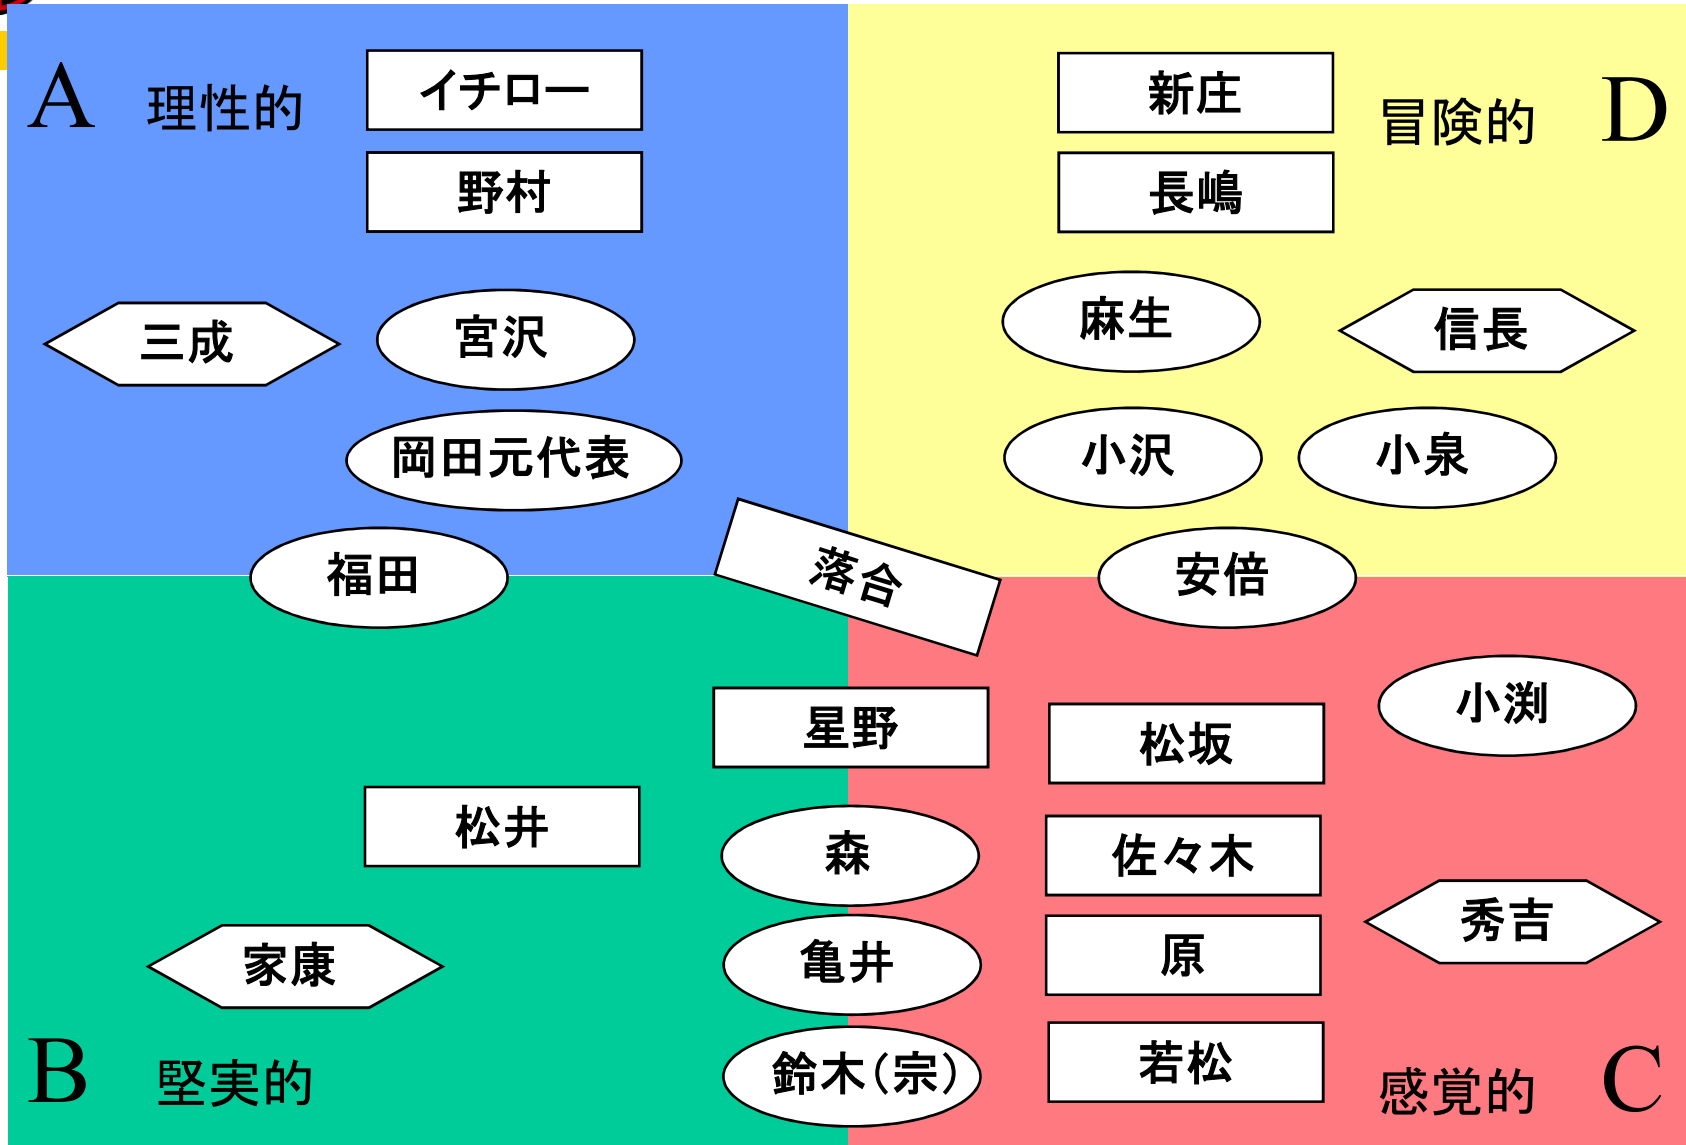 A 理性的
イチロー
野村
三成
宮沢
岡田元代表
福田
D
冒険的
新庄
長嶋
麻生
信長
小沢
小泉
安倍
落合
星野
松井
森
亀井
家康
鈴木（宗）
B 堅実的
小渕
松坂
佐々木
原
秀吉
若松
感覚的 C